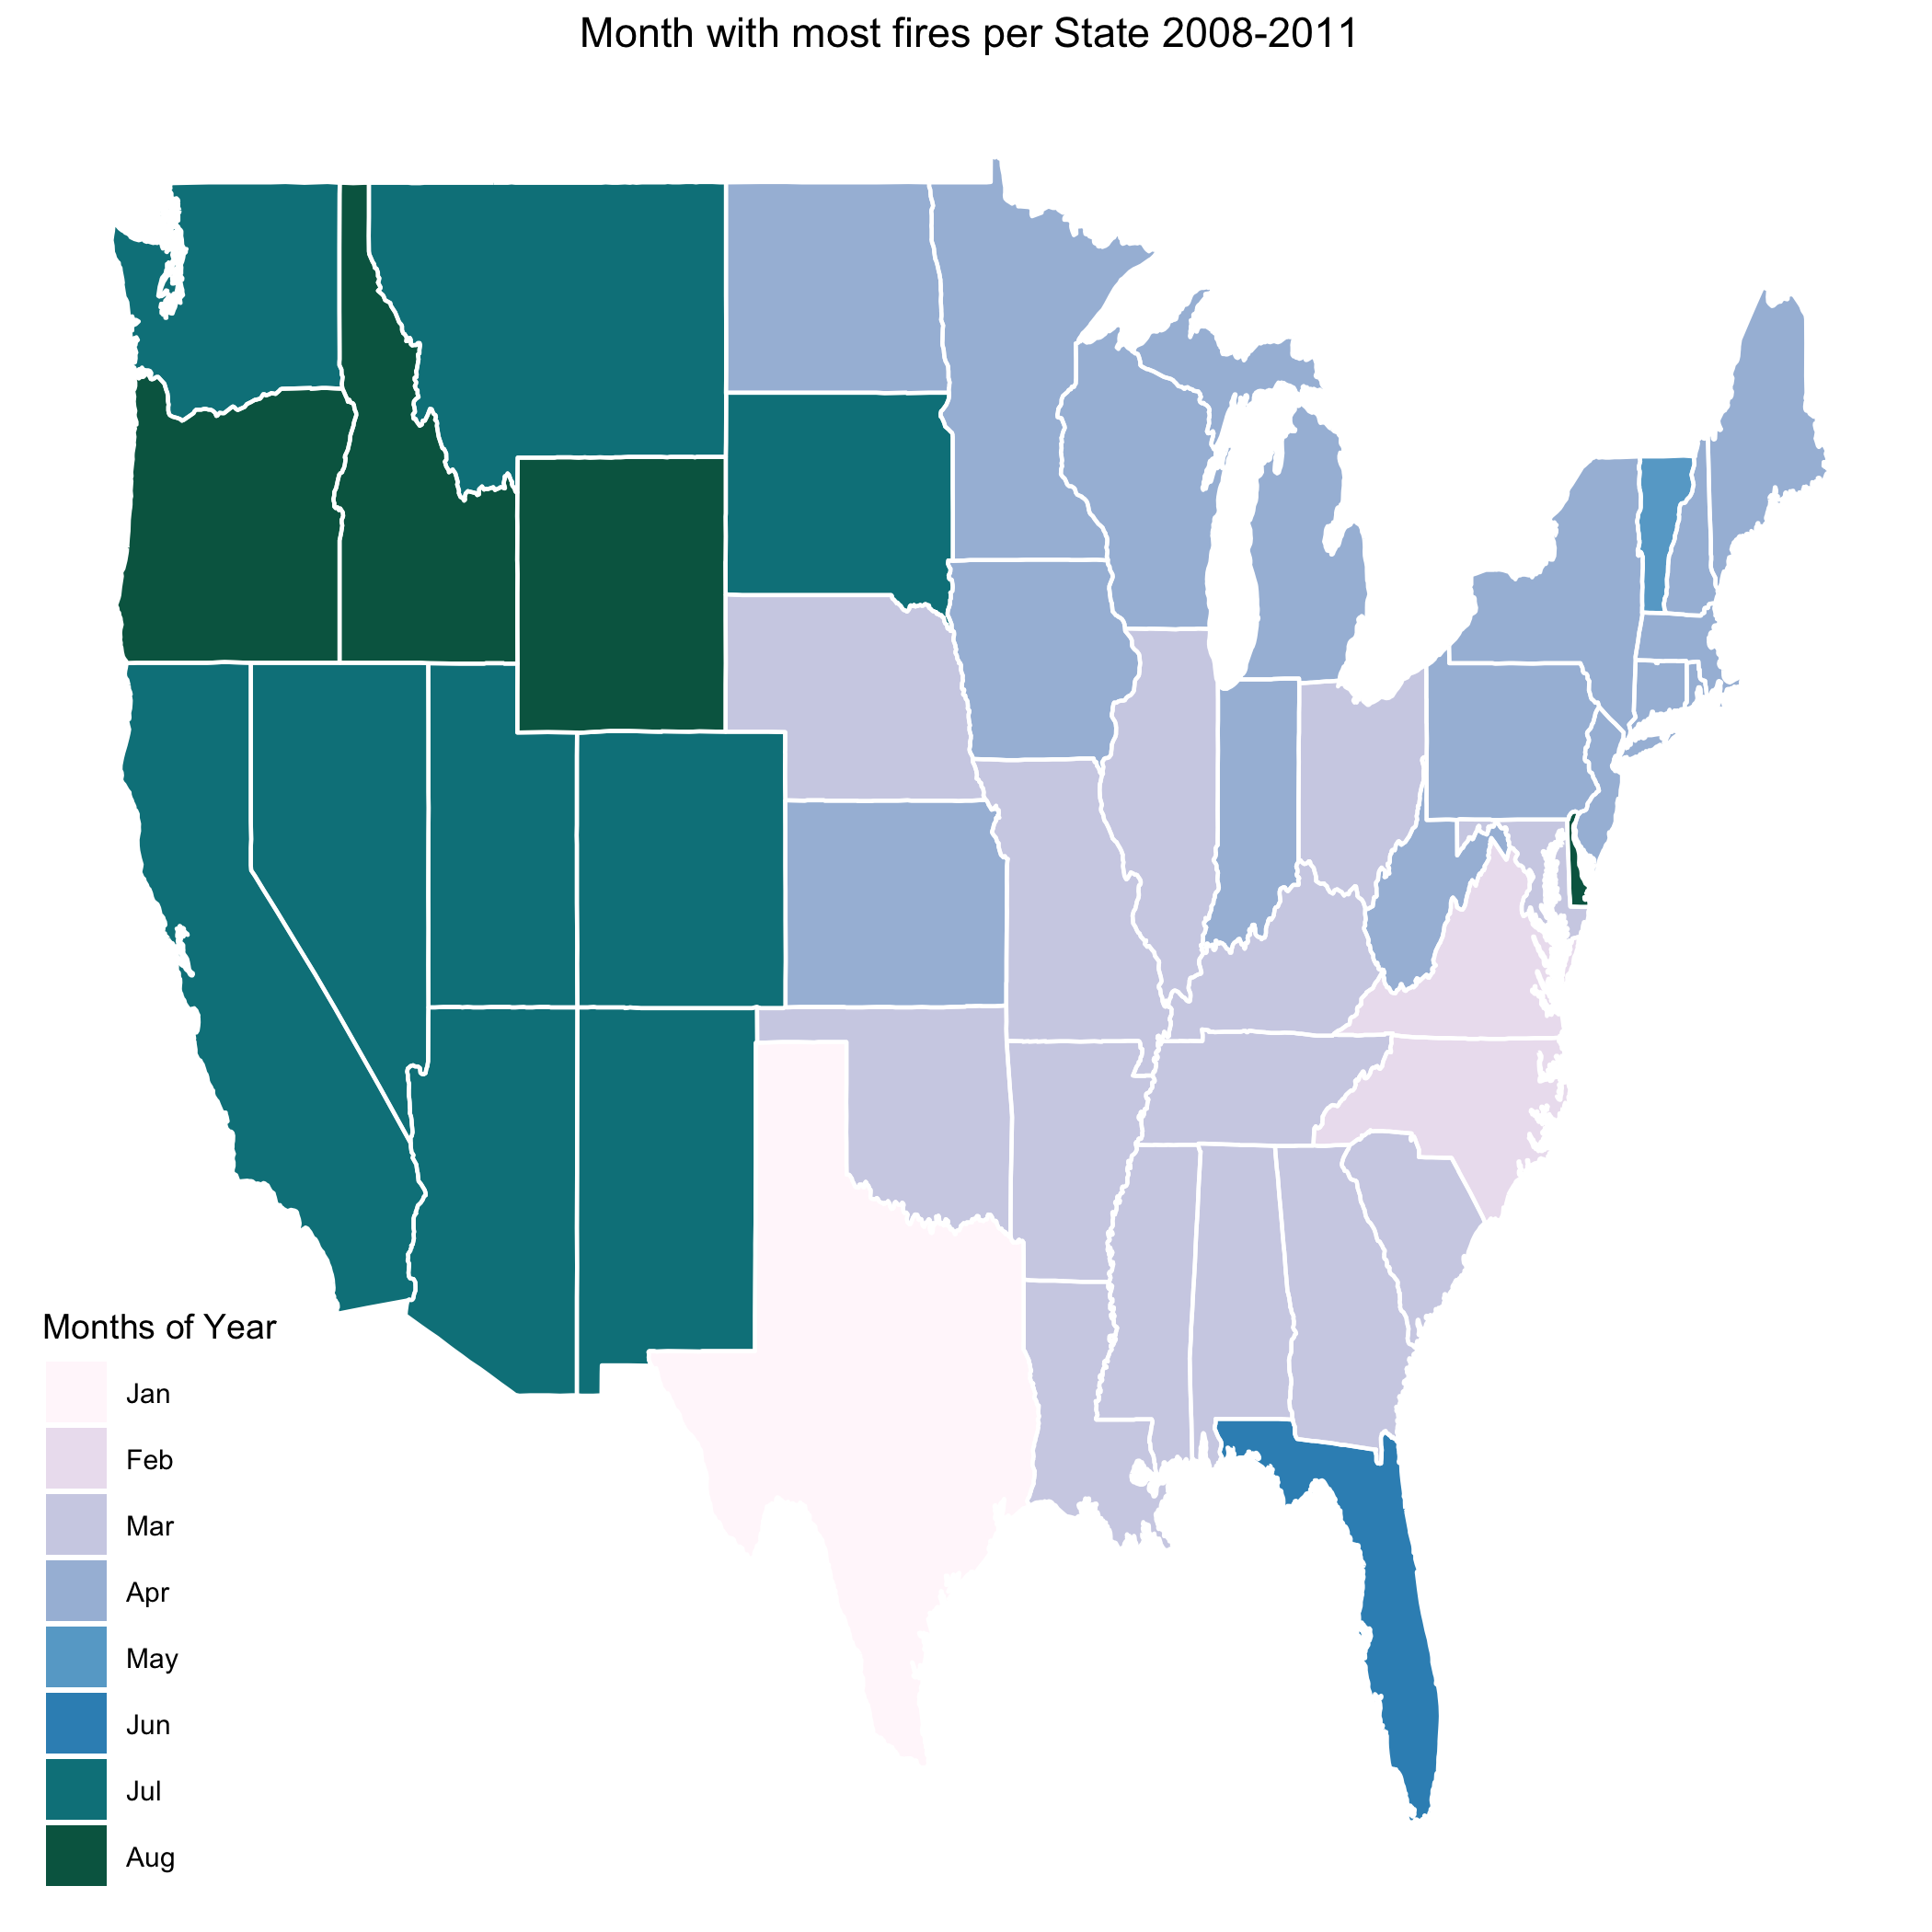 Month with most fires per State 2008-2011
Months of Year
Jan
Feb
Mar
Apr
May
Jun
Jul
Aug